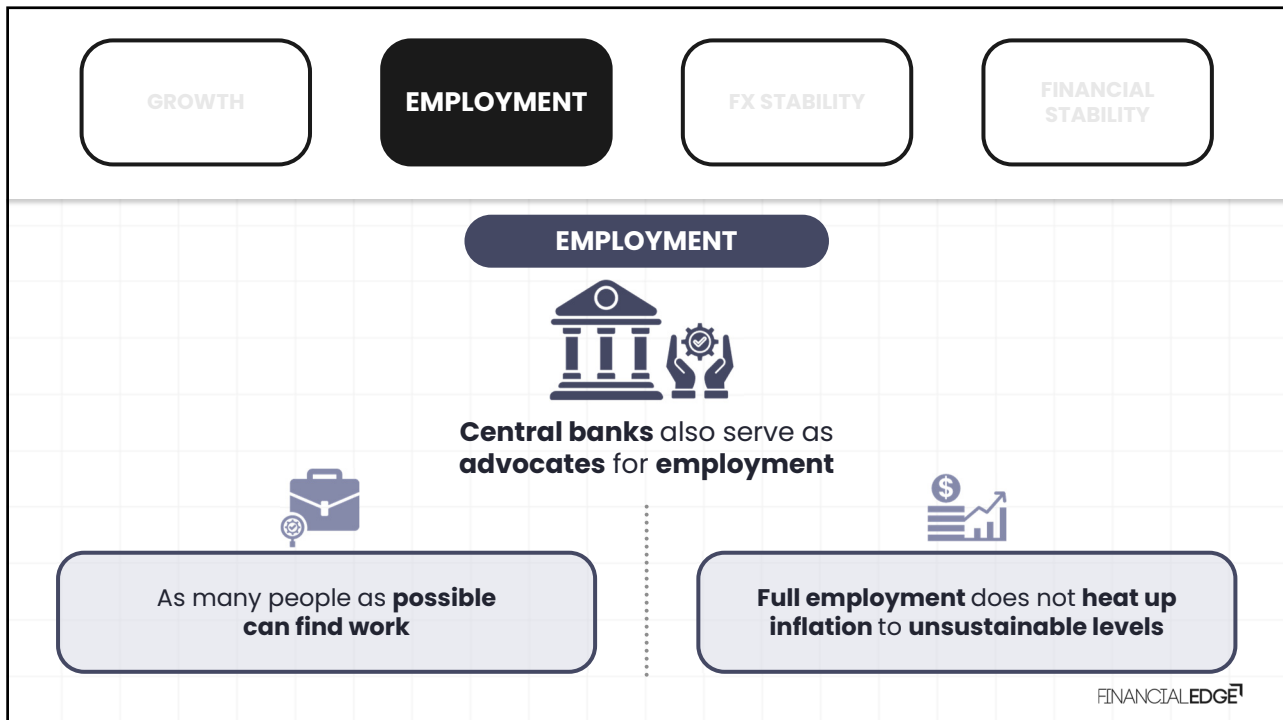 GROWTH
EMPLOYMENT
FX STABILITY
FINANCIAL
STABILITY
EMPLOYMENT
Central banks also serve as
advocates for employment
As many people as possible
can find work
Full employment does not heat up
inflation to unsustainable levels
FINANCIALEDGE